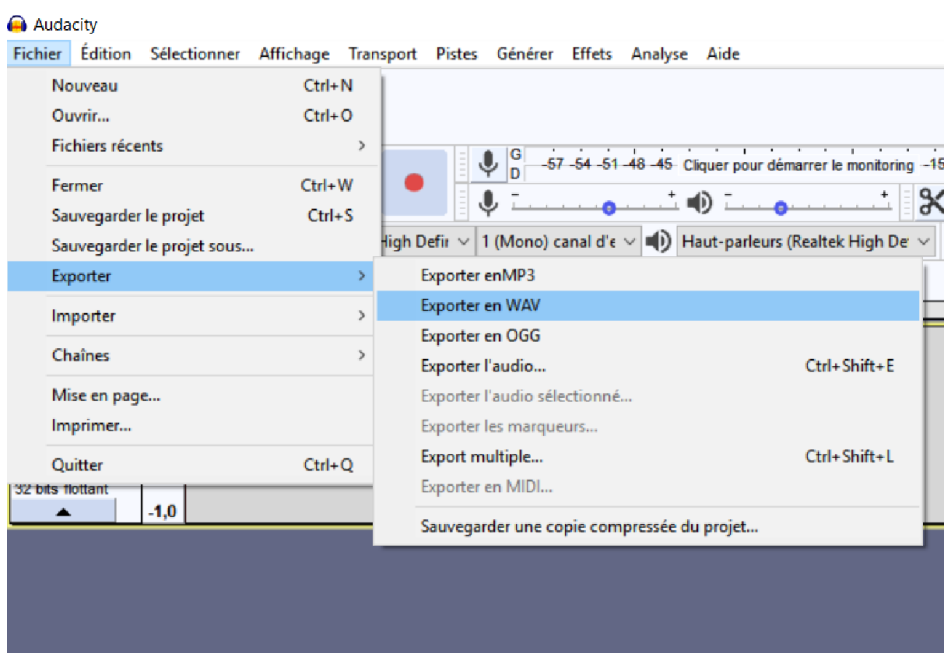 Audacity
Fichier Édition Sélectionner Affichage Transport Pistes Générer Effets Analyse Aide
Nouveau Ctrl+N
Ouvrir... Ctrl+O
Fichiers récents >
Fermer Ctrl+W
Sauvegarder le projet Ctrl+S
Sauvegarder le projet sous...
Exporter >
Importer >
Chaînes >
Mise en page...
Imprimer...
Quitter Ctrl+Q
G
D
-57 -54 -51 -48 -45 Cliquer pour démarrer le monitoring -15
- + - +
High Defir 1 (Mono) canal d'e Haut-parleurs (Realtek High De
Exporter enMP3
Exporter en WAV
Exporter en OGG
Exporter l'audio... Ctrl+Shift+E
Exporter l'audio sélectionné...
Exporter les marqueurs...
Export multiple... Ctrl+Shift+L
Exporter en MIDI...
Sauvegarder une copie compressée du projet...
32 bits flottant
-1,0